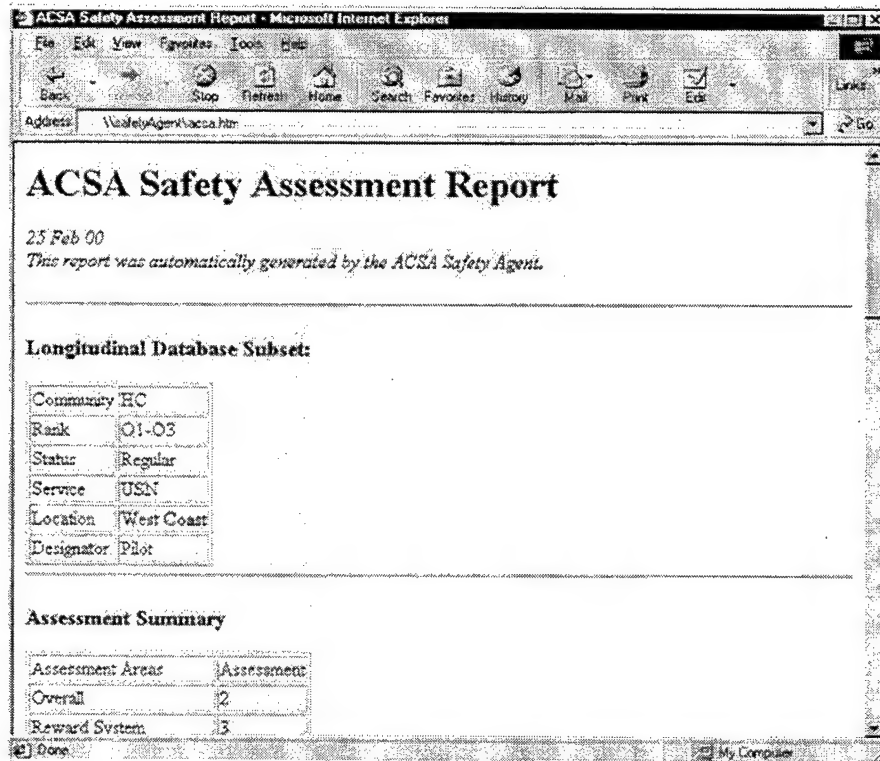 ACSA Safety Assessment Report - Microsoft Internet Explorer
File Edit View Favorites Tools Help
Back Stop Refresh Home Search Favorites History Mail Print Edit Links
Address \\safetyAgent\acsa.htm Go
ACSA Safety Assessment Report
25 Feb 00
This report was automatically generated by the ACSA Safety Agent.
Longitudinal Database Subset:
Community HC
Rank O1-O3
Status Regular
Service USN
Location West Coast
Designator Pilot
Assessment Summary
Assessment Areas Assessment
Overall 2
Reward System 3
Done My Computer